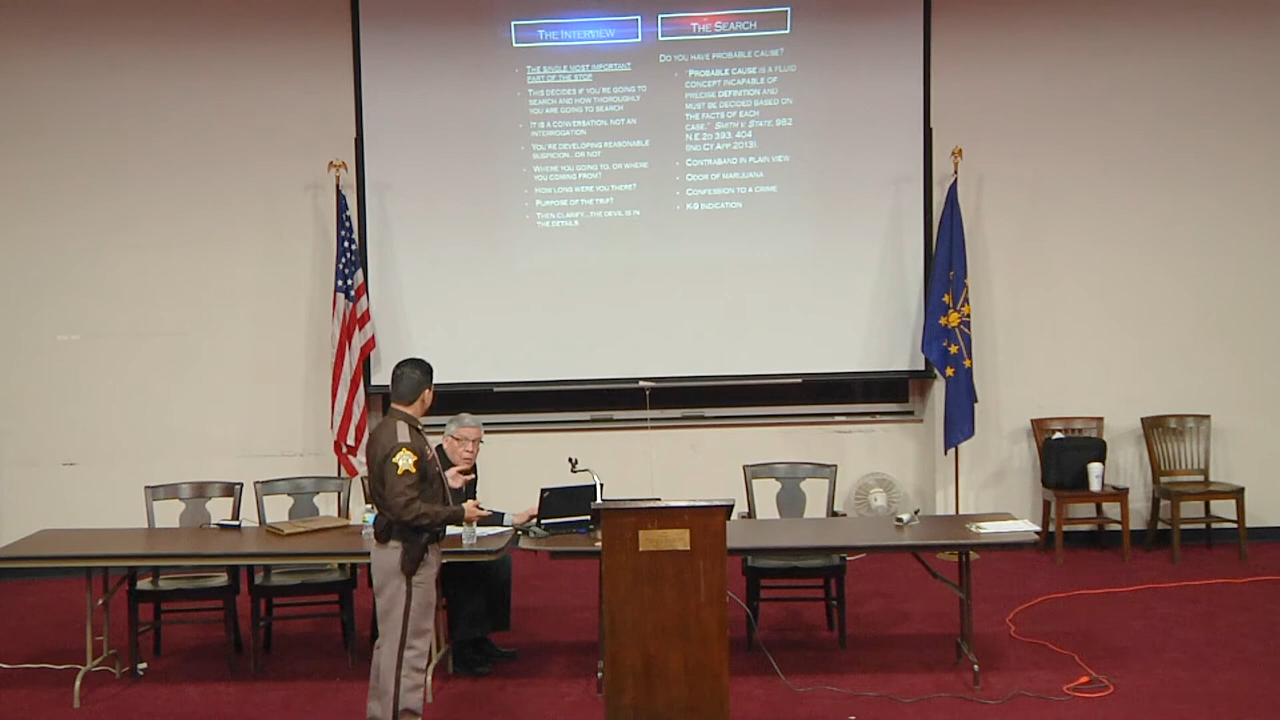 The Interview
The single most important
part of the stop
This decides if you're going to
search and how thoroughly
you are going to search
It is a conversation, not an
interrogation
You're developing reasonable
suspicion...or not
Where you going to, or where
you coming from?
How long were you there?
Purpose of the trip?
Then clarify...the devil is in
the details
The Search
Do you have probable cause?
"Probable cause is a fluid
concept incapable of
precise definition and
must be decided based on
the facts of each
case." Smith v. State, 982
N.E.2d 393, 404
(Ind Ct App 2013).
Contraband in plain view
Odor of marijuana
Confession to a crime
K-9 indication